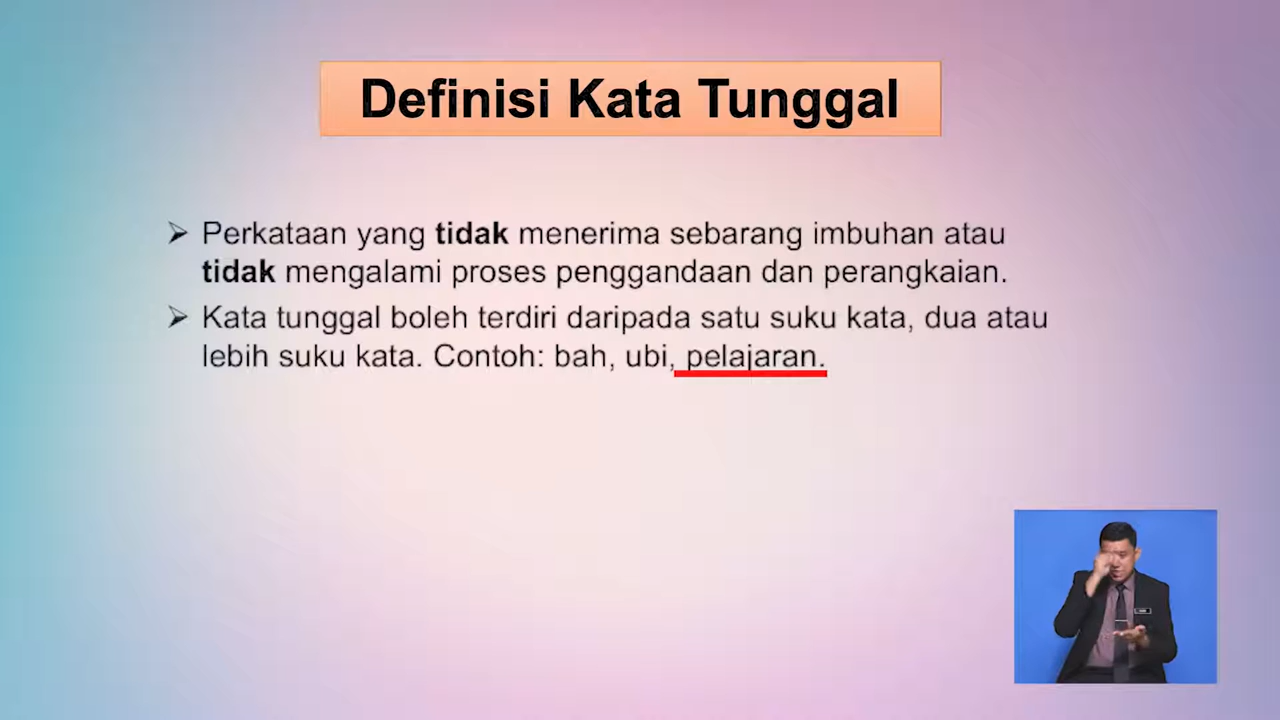 Definisi Kata Tunggal
➢ Perkataan yang tidak menerima sebarang imbuhan atau
tidak mengalami proses penggandaan dan perangkaian.
➢ Kata tunggal boleh terdiri daripada satu suku kata, dua atau
lebih suku kata. Contoh: bah, ubi, pelajaran.